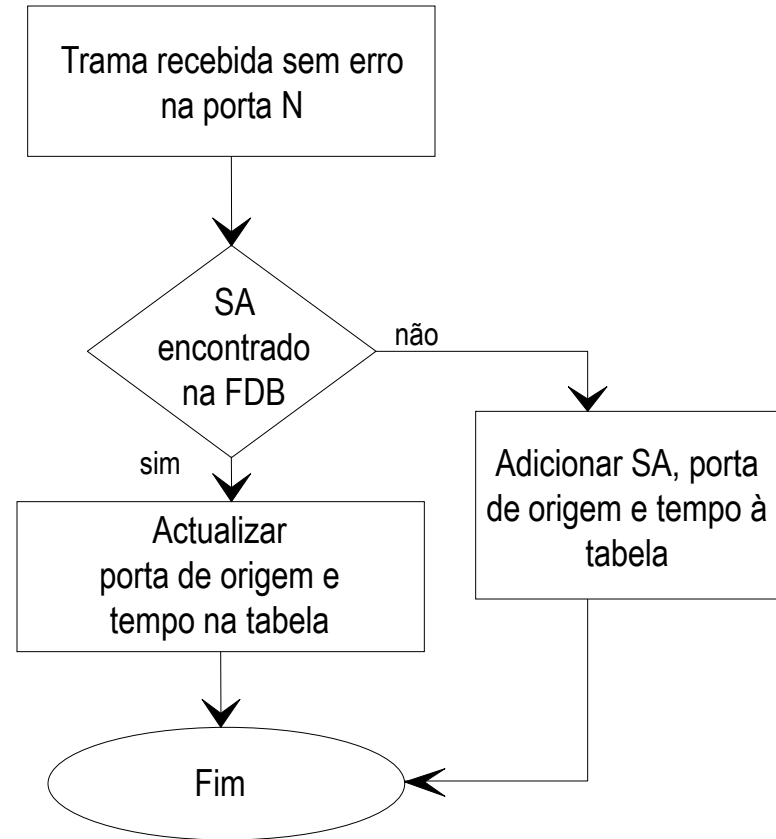 Trama recebida sem erro
na porta N
SA
encontrado
na FDB
não
sim
Adicionar SA, porta
de origem e tempo à
tabela
Actualizar
porta de origem e
tempo na tabela
Fim